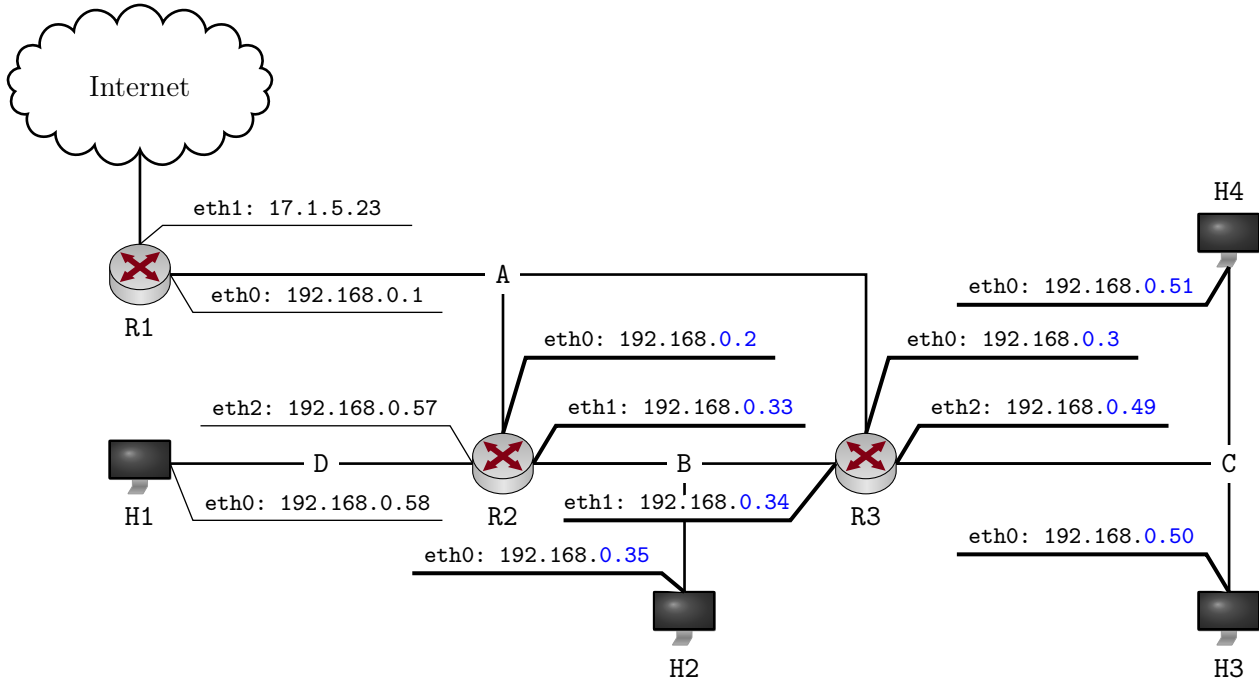 Internet
eth1: 17.1.5.23
H4
A
eth0: 192.168.0.51
eth0: 192.168.0.1
R1
eth0: 192.168.0.2
eth0: 192.168.0.3
eth2: 192.168.0.57
eth1: 192.168.0.33
eth2: 192.168.0.49
D
B
C
eth0: 192.168.0.58
eth1: 192.168.0.34
H1
R2
R3
eth0: 192.168.0.50
eth0: 192.168.0.35
H2
H3